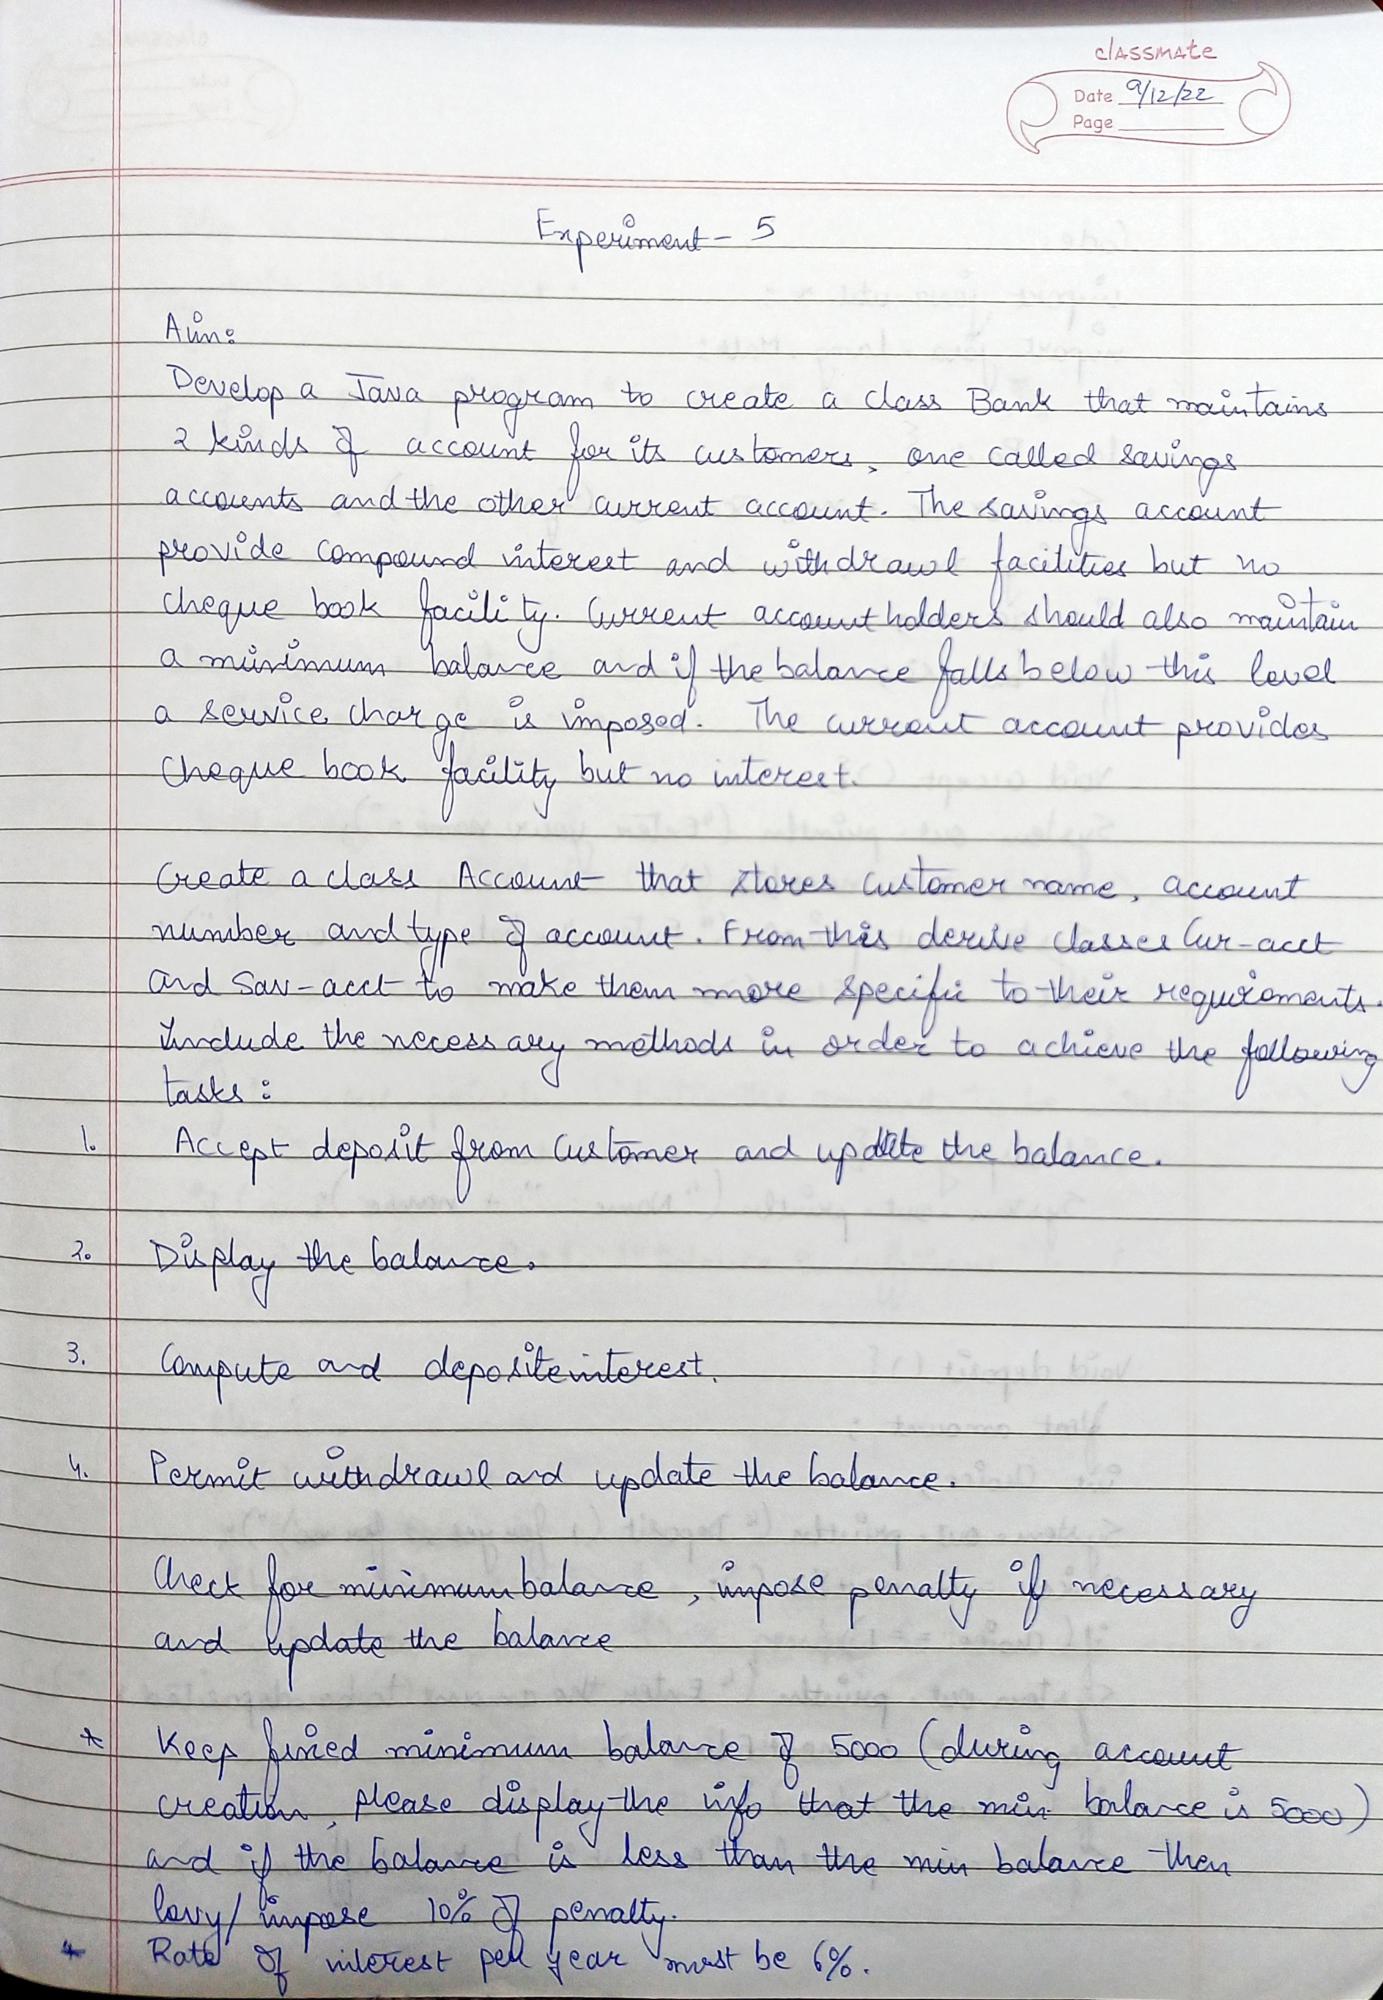 classmate
Date 9/12/22
Page
Experiment - 5
Aim:
Develop a Java program to create a class Bank that maintains
2 kinds of account for its customers, one called savings
accounts and the other current account. The savings account
provide compound interest and withdrawl facilities but no
cheque book facility. Current account holders should also maintain
a minimum balance and if the balance falls below this level
a service charge is imposed. The current account provides
cheque book facility but no interest.
Create a class Account that stores customer name, account
number and type of account. From this derive classes Cur-acct
and Sav-acct to make them more specific to their requirements.
Include the necessary methods in order to achieve the following
tasks:
1. Accept deposit from customer and update the balance.
2. Display the balance.
3. Compute and deposite interest.
4. Permit withdrawl and update the balance.
Check for minimum balance, impose penalty if necessary
and update the balance
* Keep fixed minimum balance of 5000 (during account
creation, please display the info that the min balance is 5000)
and if the balance is less than the min balance then
levy/impose 10% of penalty.
* Rate of interest per year must be 6%.